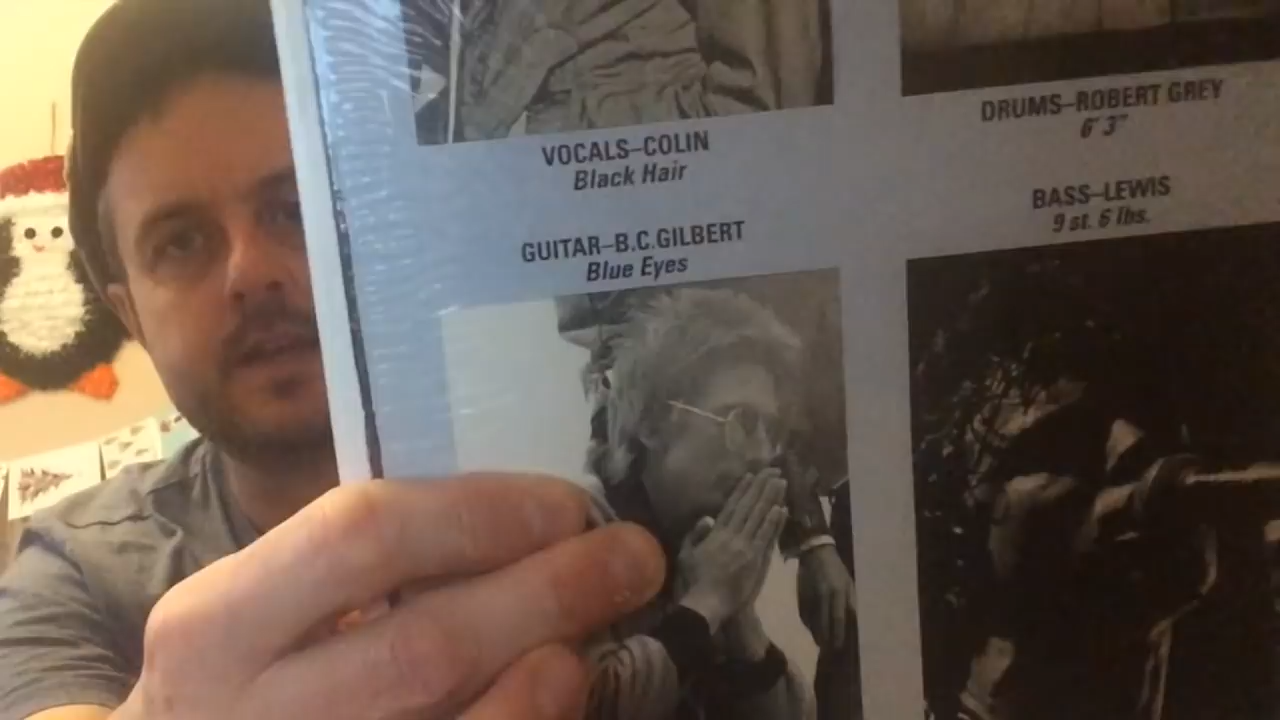 VOCALS–COLIN
Black Hair
GUITAR–B.C.GILBERT
Blue Eyes
DRUMS–ROBERT GREY
6' 3"
BASS–LEWIS
9 st. 6 lbs.